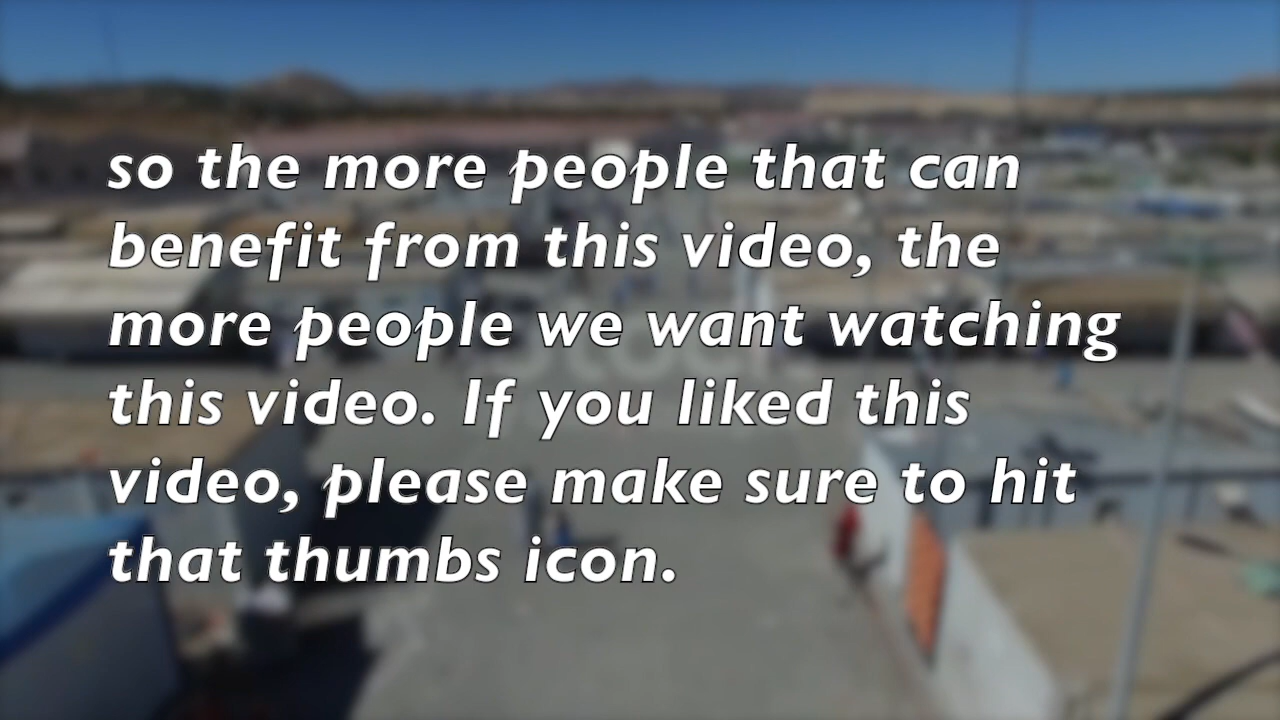 so the more people that can
benefit from this video, the
more people we want watching
this video. If you liked this
video, please make sure to hit
that thumbs icon.